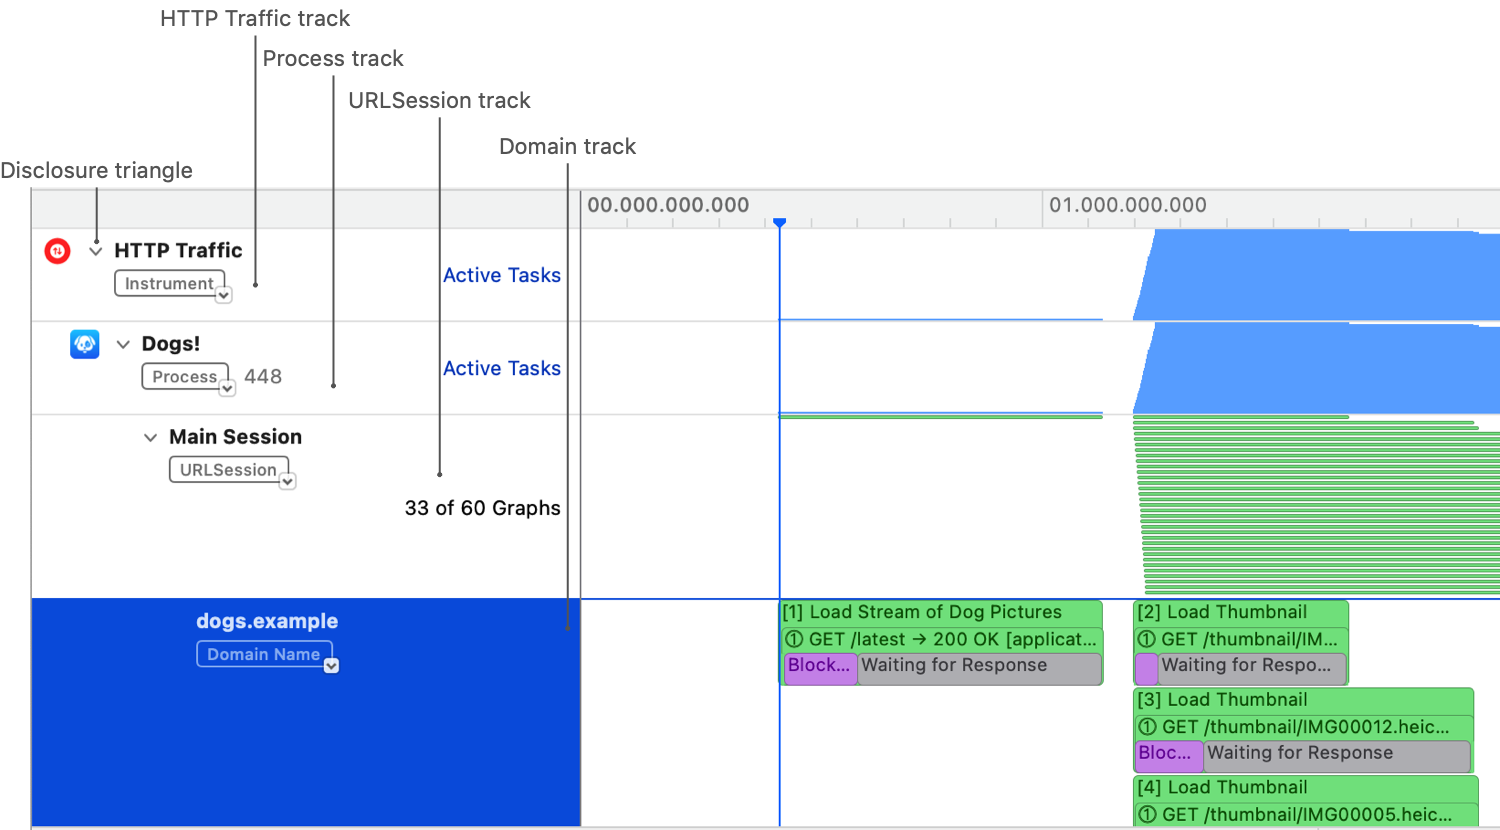 HTTP Traffic track
Process track
URLSession track
Domain track
Disclosure triangle
00.000.000.000
01.000.000.000
HTTP Traffic
Instrument
Active Tasks
Dogs!
Process
448
Active Tasks
Main Session
URLSession
33 of 60 Graphs
dogs.example
Domain Name
[1] Load Stream of Dog Pictures
① GET /latest → 200 OK [applicat...
Block...
Waiting for Response
[2] Load Thumbnail
① GET /thumbnail/IM...
Waiting for Respo...
[3] Load Thumbnail
① GET /thumbnail/IMG00012.heic...
Bloc...
Waiting for Response
[4] Load Thumbnail
① GET /thumbnail/IMG00005.heic...